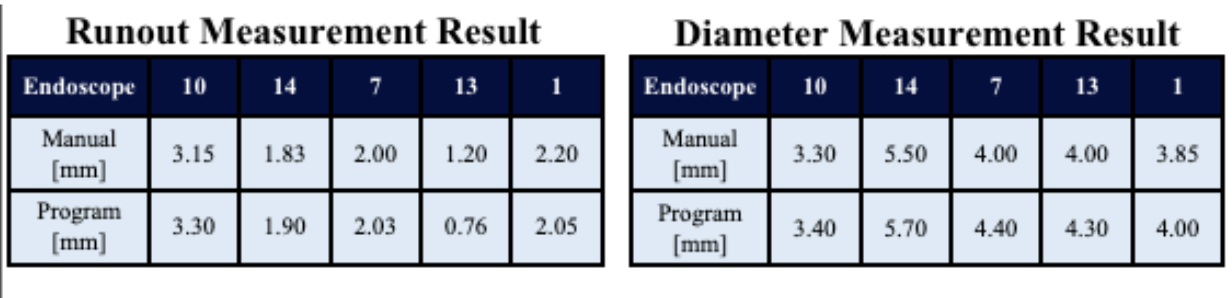 Runout Measurement Result
Endoscope 10 14 7 13 1
Manual [mm] 3.15 1.83 2.00 1.20 2.20
Program [mm] 3.30 1.90 2.03 0.76 2.05
Diameter Measurement Result
Endoscope 10 14 7 13 1
Manual [mm] 3.30 5.50 4.00 4.00 3.85
Program [mm] 3.40 5.70 4.40 4.30 4.00